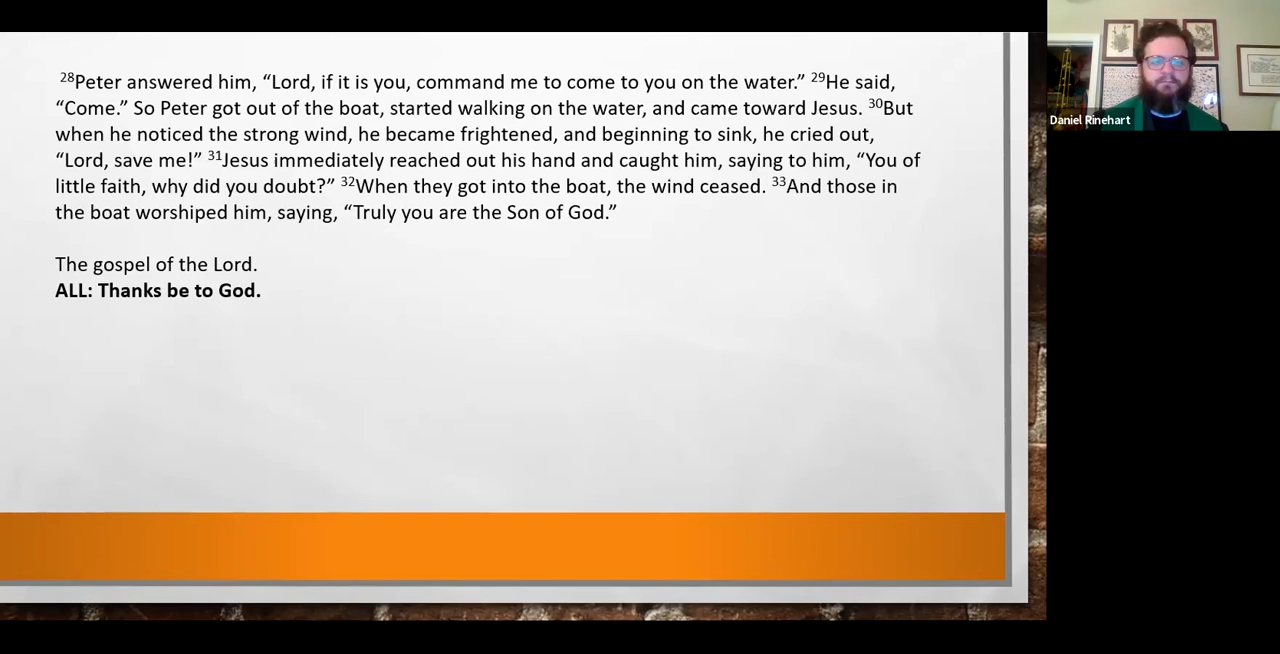 28Peter answered him, “Lord, if it is you, command me to come to you on the water.” 29He said,
“Come.” So Peter got out of the boat, started walking on the water, and came toward Jesus. 30But
when he noticed the strong wind, he became frightened, and beginning to sink, he cried out,
“Lord, save me!” 31Jesus immediately reached out his hand and caught him, saying to him, “You of
little faith, why did you doubt?” 32When they got into the boat, the wind ceased. 33And those in
the boat worshiped him, saying, “Truly you are the Son of God.”
The gospel of the Lord.
ALL: Thanks be to God.
Daniel Rinehart